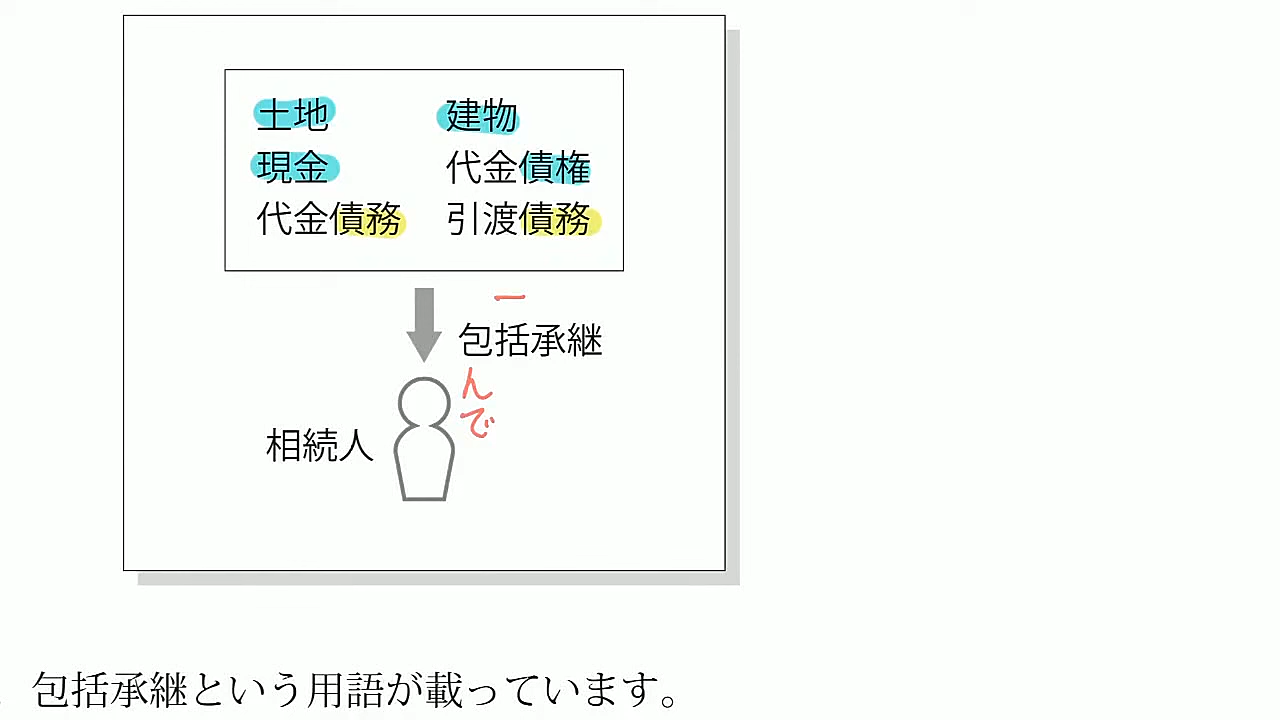 土地 建物
現金 代金債権
代金債務 引渡債務
一
包括承継
んで
相続人
包括承継という用語が載っています。